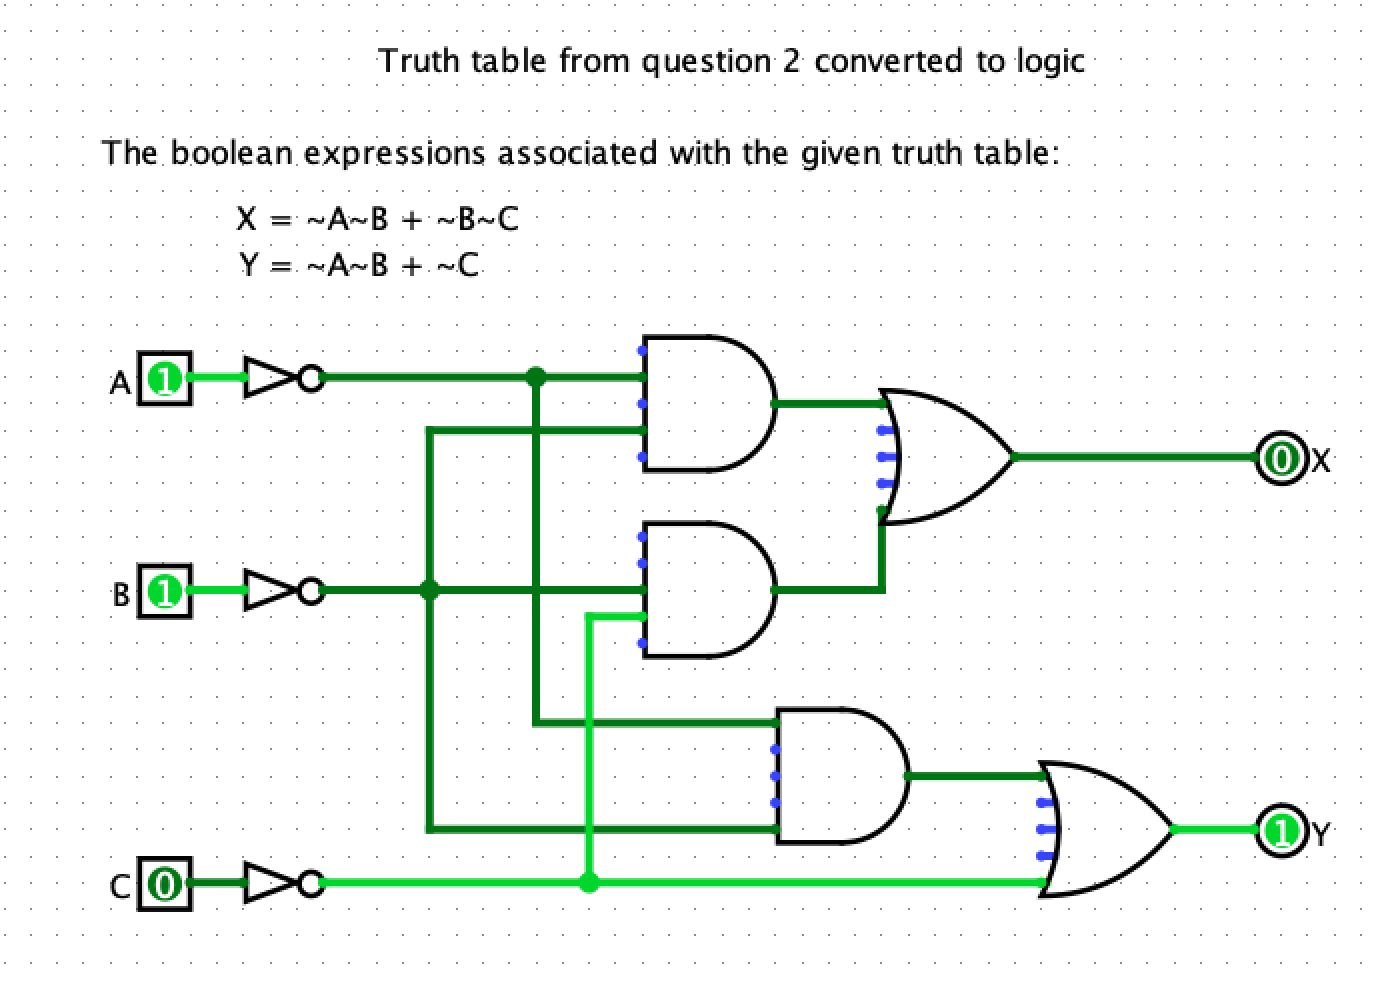 Truth table from question 2 converted to logic
The boolean expressions associated with the given truth table:
X = ~A~B + ~B~C
Y = ~A~B + ~C
A 1
0 X
B 1
1 Y
C 0